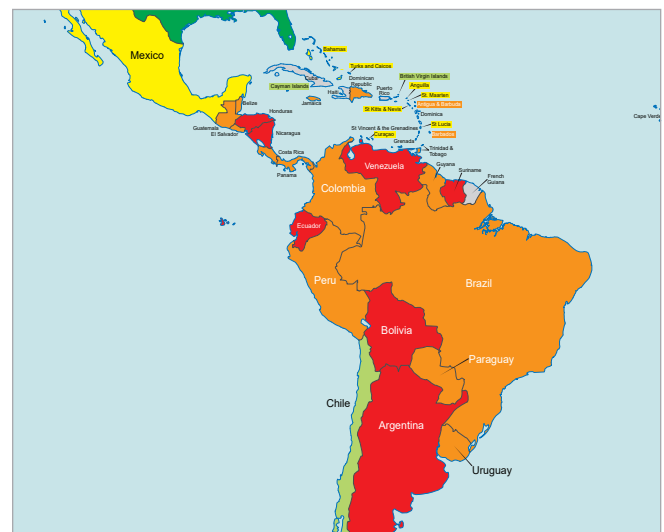 Mexico
Bahamas
Turks and Caicos
Cuba
Dominican
Republic
British Virgin Islands
Cayman Islands
Haiti
Puerto
Rico
Anguilla
St. Maarten
Belize
Jamaica
St Kitts & Nevis
Antigua & Barbuda
Honduras
Dominica
Cape Verde
Guatemala
El Salvador
Nicaragua
St Vincent & the Grenadines
St Lucia
Curaçao
Barbados
Grenada
Costa Rica
Trinidad &
Tobago
Panama
Venezuela
Guyana
Suriname
French
Guiana
Colombia
Ecuador
Peru
Brazil
Bolivia
Paraguay
Chile
Argentina
Uruguay